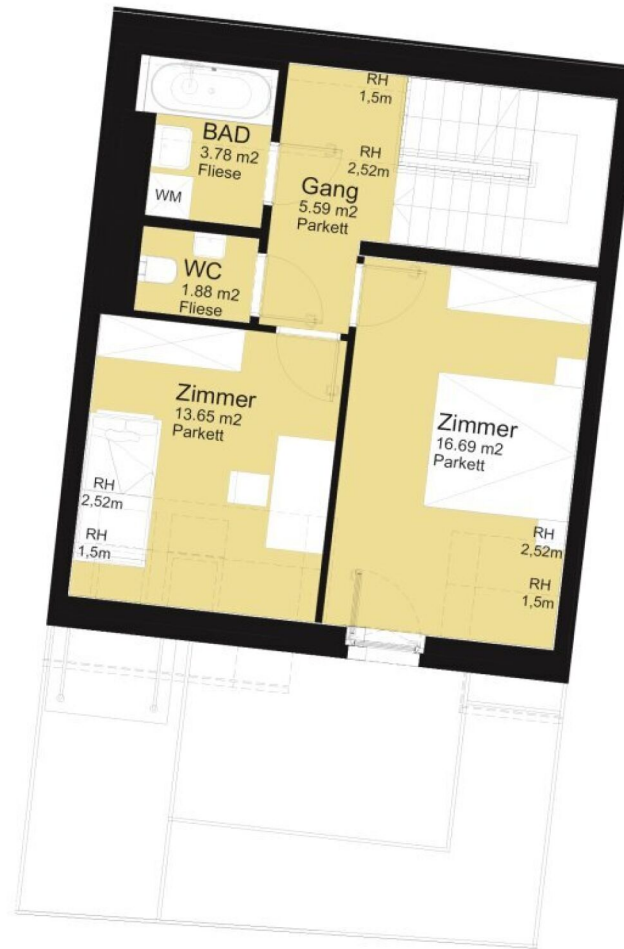 RH
1,5m
BAD
3.78 m2
Fliese
RH
2,52m
Gang
5.59 m2
Parkett
WM
WC
1.88 m2
Fliese
Zimmer
13.65 m2
Parkett
Zimmer
16.69 m2
Parkett
RH
2,52m
RH
1,5m
RH
2,52m
RH
1,5m